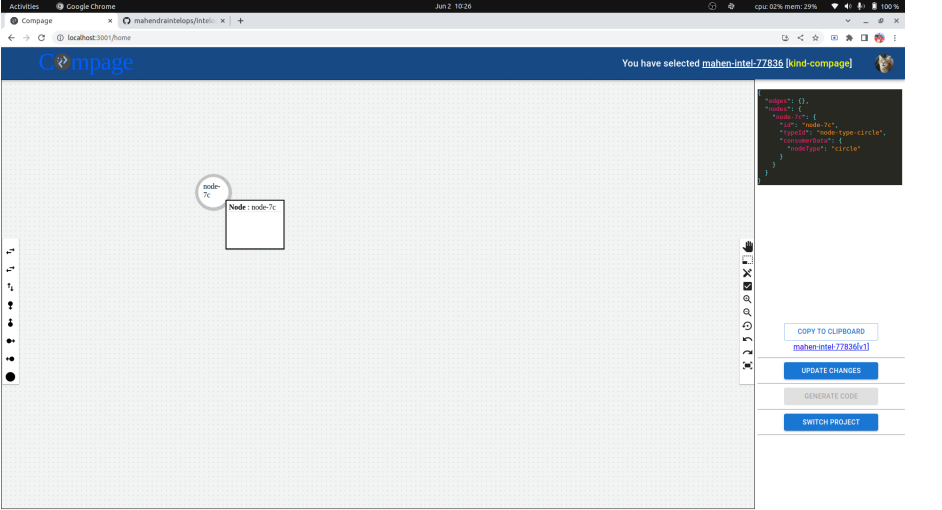 Activities
Google Chrome
Jun 2 10:26
cpu: 02% mem: 29%
100 %
Compage
mahendraintelops/intelo
localhost:3001/home
Compage
You have selected mahen-intel-77836 [kind-compage]
{
"edges": {},
"nodes": {
"node-7c": {
"id": "node-7c",
"typeId": "node-type-circle",
"consumerData": {
"nodeType": "circle"
}
}
}
}
node-
7c
Node : node-7c
COPY TO CLIPBOARD
mahen-intel-77836[v1]
UPDATE CHANGES
GENERATE CODE
SWITCH PROJECT